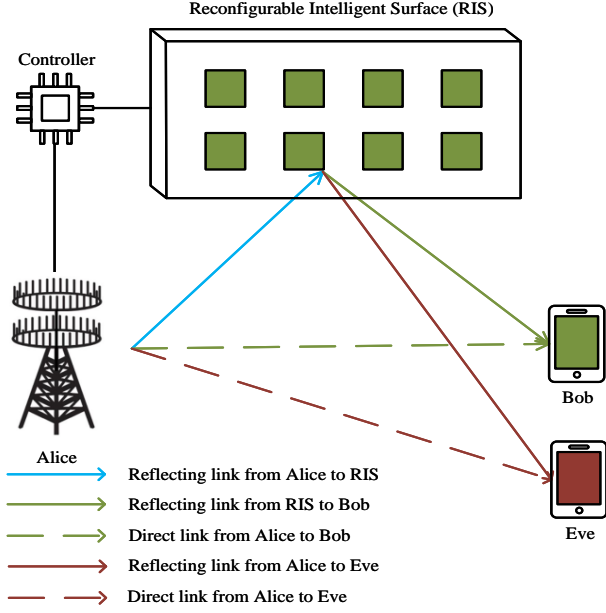 Reconfigurable Intelligent Surface (RIS)
Controller
Bob
Alice
Eve
Reflecting link from Alice to RIS
Reflecting link from RIS to Bob
Direct link from Alice to Bob
Reflecting link from Alice to Eve
Direct link from Alice to Eve